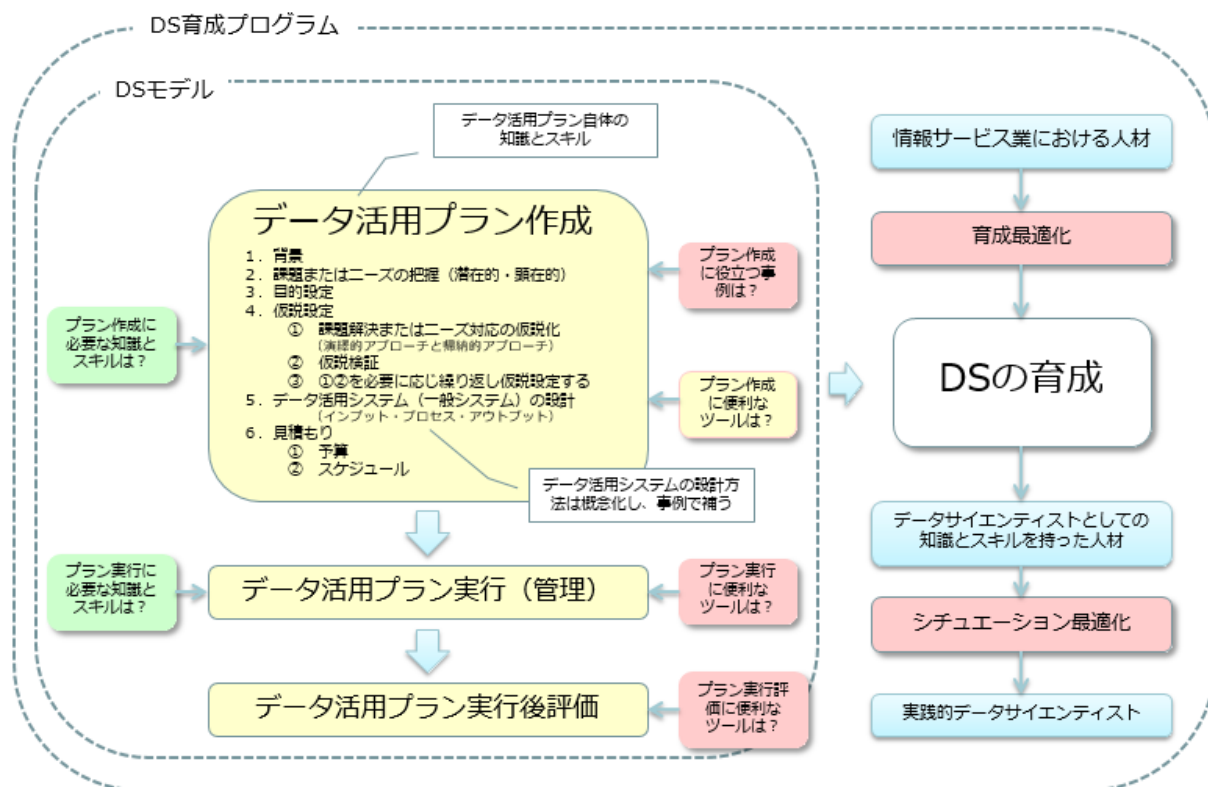 DS育成プログラム
DSモデル
データ活用プラン自体の
知識とスキル
データ活用プラン作成
1. 背景
2. 課題またはニーズの把握（潜在的・顕在的）
3. 目的設定
4. 仮説設定
① 課題解決またはニーズ対応の仮説化
（演繹的アプローチと帰納的アプローチ）
② 仮説検証
③ ①②を必要に応じ繰り返し仮説設定する
5. データ活用システム（一般システム）の設計
（インプット・プロセス・アウトプット）
6. 見積もり
① 予算
② スケジュール
プラン作成に
必要な知識と
スキルは？
プラン作成
に役立つ事
例は？
プラン作成
に便利な
ツールは？
データ活用システムの設計方
法は概念化し、事例で補う
プラン実行に
必要な知識と
スキルは？
データ活用プラン実行（管理）
プラン実行
に便利な
ツールは？
データ活用プラン実行後評価
プラン実行評
価に便利な
ツールは？
情報サービス業における人材
育成最適化
DSの育成
データサイエンティストとしての
知識とスキルを持った人材
シチュエーション最適化
実践的データサイエンティスト